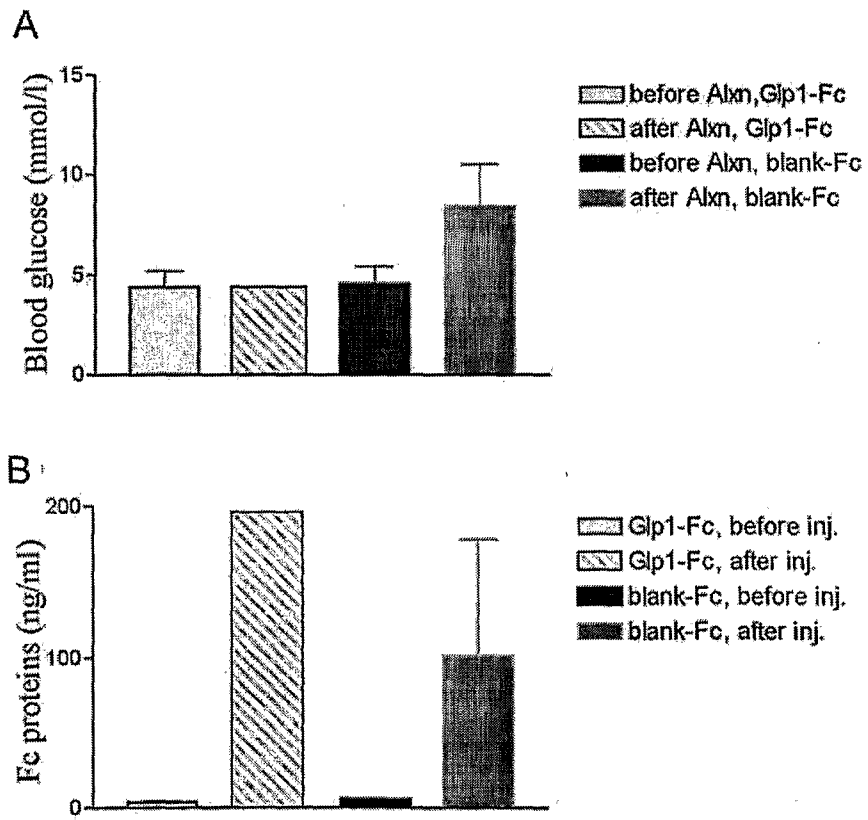 A
Blood glucose (mmol/l)
15
10
5
0
before Alxn,Glp1-Fc
after Alxn, Glp1-Fc
before Alxn, blank-Fc
after Alxn, blank-Fc
B
Fc proteins (ng/ml)
200
100
0
Glp1-Fc, before inj.
Glp1-Fc, after inj.
blank-Fc, before inj.
blank-Fc, after inj.